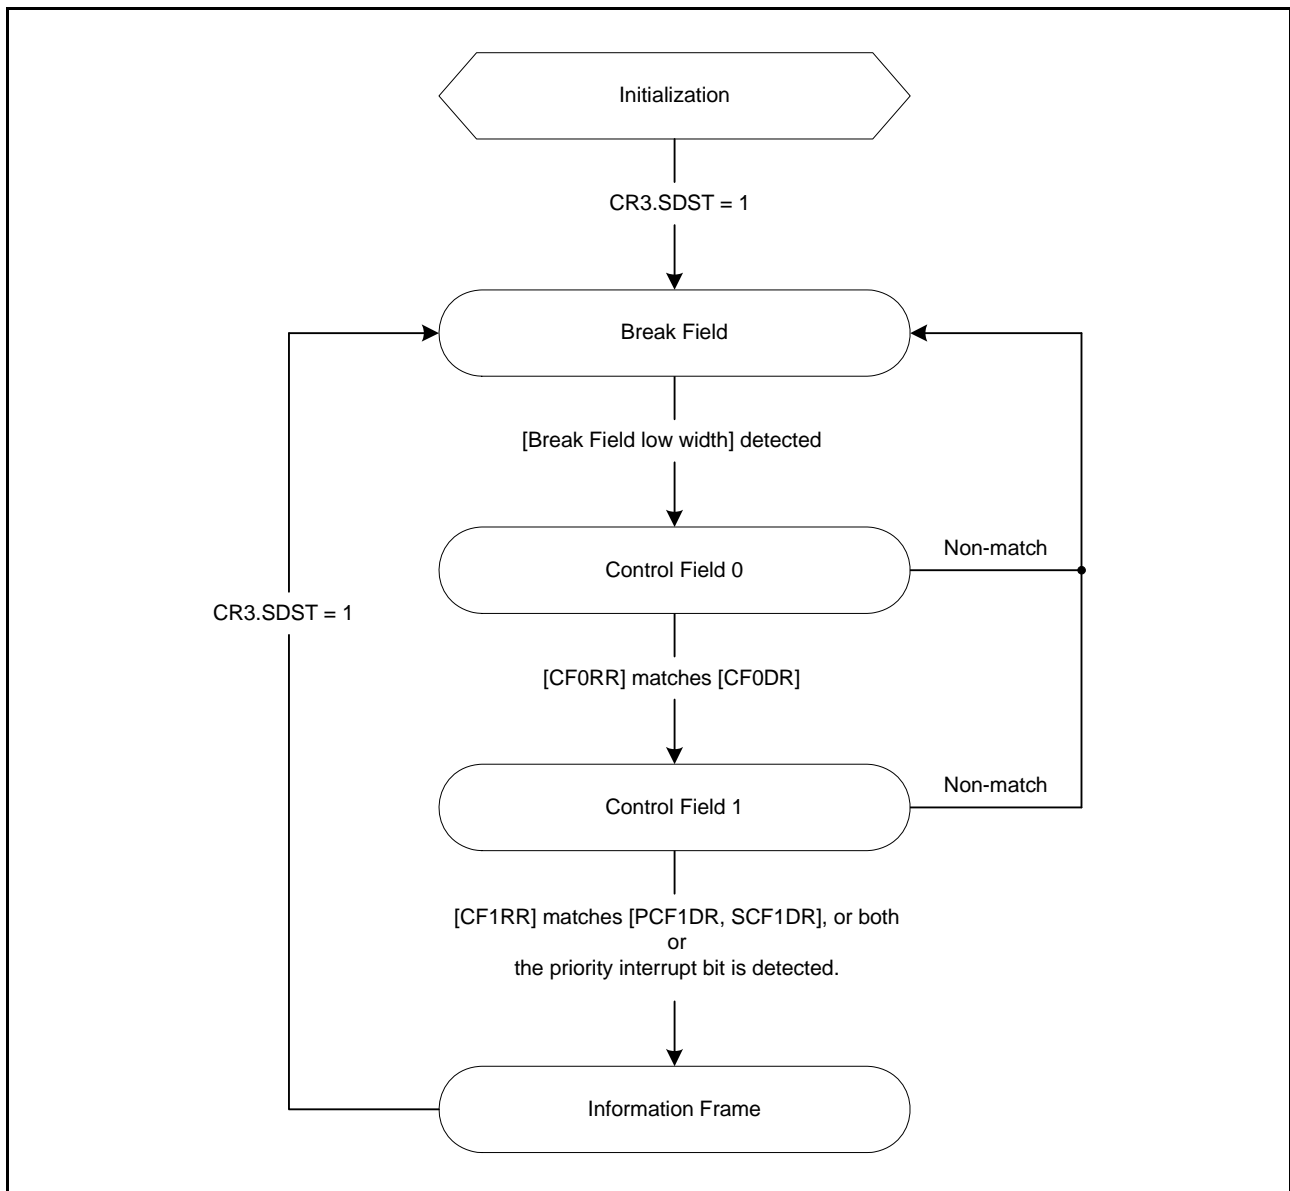 Initialization
CR3.SDST = 1
Break Field
[Break Field low width] detected
Control Field 0
Non-match
CR3.SDST = 1
[CF0RR] matches [CF0DR]
Control Field 1
Non-match
[CF1RR] matches [PCF1DR, SCF1DR], or both
or
the priority interrupt bit is detected.
Information Frame